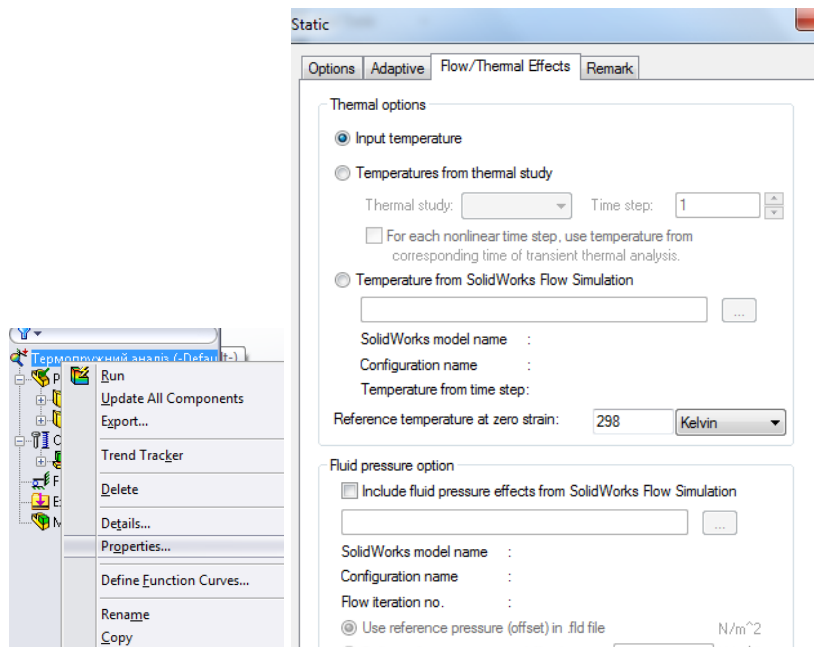 Термопружний аналіз (-Defau
lt-)
P
C
F
E
M
Run
Update All Components
Export...
Trend Tracker
Delete
Details...
Properties...
Define Function Curves...
Rename
Copy
Static
Options Adaptive Flow/Thermal Effects Remark
Thermal options
Input temperature
Temperatures from thermal study
Thermal study: Time step: 1
For each nonlinear time step, use temperature from
corresponding time of transient thermal analysis.
Temperature from SolidWorks Flow Simulation
...
SolidWorks model name :
Configuration name :
Temperature from time step:
Reference temperature at zero strain: 298 Kelvin
Fluid pressure option
Include fluid pressure effects from SolidWorks Flow Simulation
...
SolidWorks model name :
Configuration name :
Flow iteration no. :
Use reference pressure (offset) in .fld file N/m^2